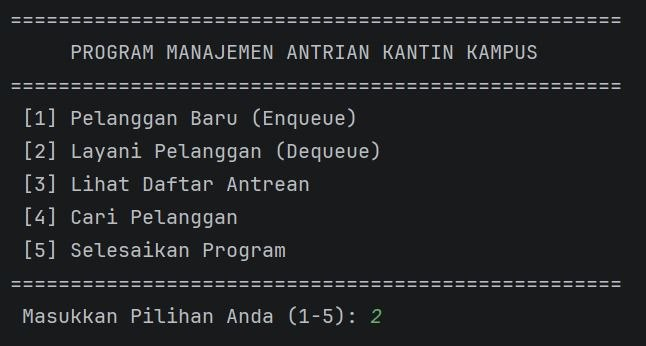 ===================================================
PROGRAM MANAJEMEN ANTRIAN KANTIN KAMPUS
===================================================
[1] Pelanggan Baru (Enqueue)
[2] Layani Pelanggan (Dequeue)
[3] Lihat Daftar Antrean
[4] Cari Pelanggan
[5] Selesaikan Program
===================================================
Masukkan Pilihan Anda (1-5): 2